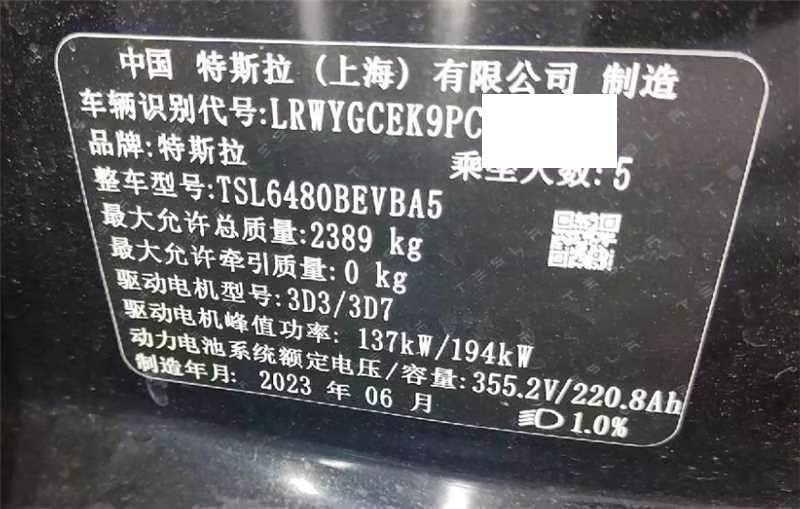 中国 特斯拉 (上海) 有限公司 制造
车辆识别代号:LRWYGCEK9PC
品牌:特斯拉
乘坐人数:5
整车型号:TSL6480BEVBA5
最大允许总质量:2389 kg
最大允许牵引质量:0 kg
驱动电机型号:3D3/3D7
驱动电机峰值功率: 137kW/194kW
动力电池系统额定电压/容量:355.2V/220.8Ah
制造年月: 2023 年 06 月
1.0%